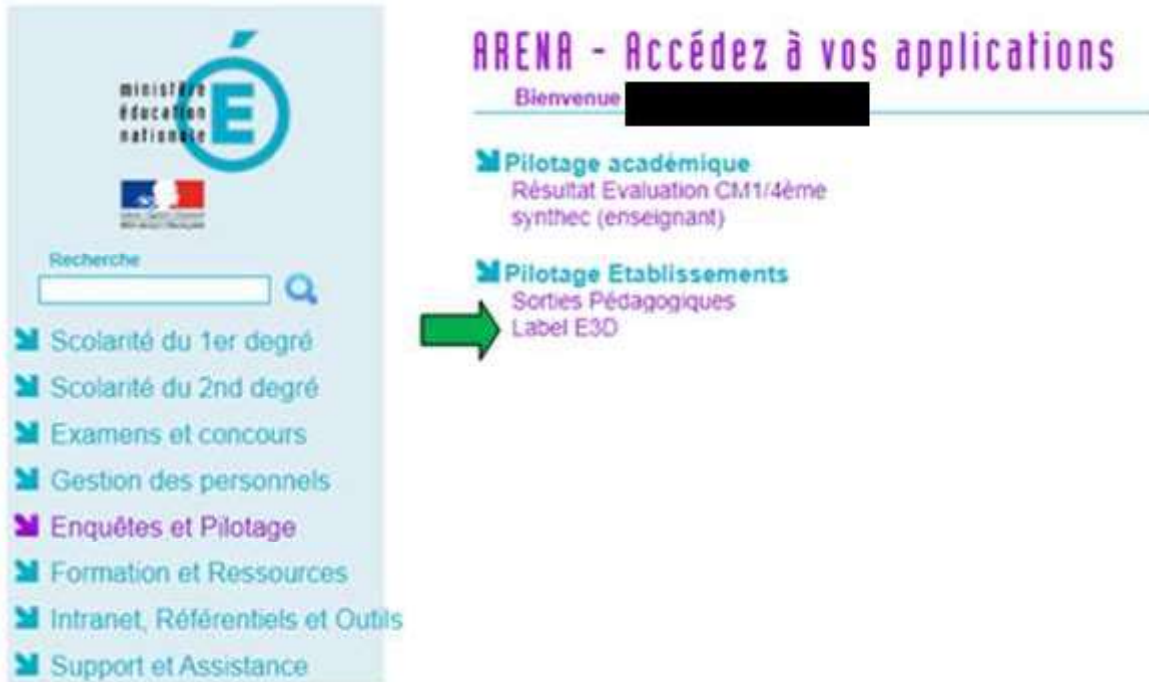 ministère
éducation
nationale
É
Recherche
Scolarité du 1er degré
Scolarité du 2nd degré
Examens et concours
Gestion des personnels
Enquêtes et Pilotage
Formation et Ressources
Intranet, Référentiels et Outils
Support et Assistance
ARENA - Accédez à vos applications
Bienvenue
Pilotage académique
Résultat Evaluation CM1/4ème
synthec (enseignant)
Pilotage Etablissements
Sorties Pédagogiques
Label E3D